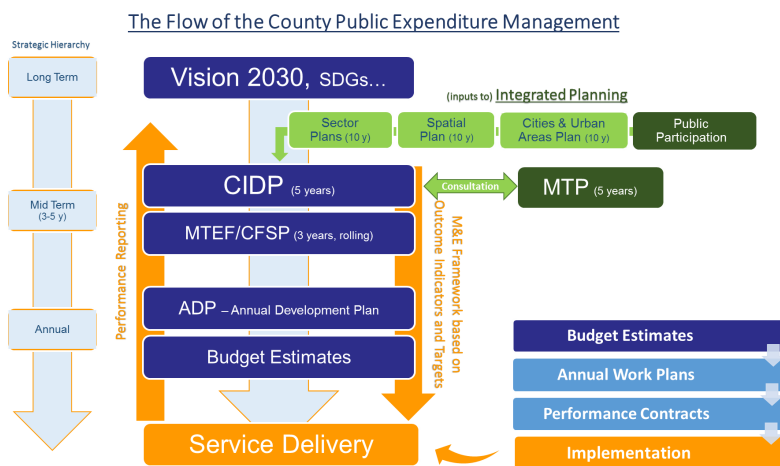 The Flow of the County Public Expenditure Management
Strategic Hierarchy
Long Term
Vision 2030, SDGs...
(inputs to) Integrated Planning
Sector
Plans (10 y)
Spatial
Plan (10 y)
Cities & Urban
Areas Plan (10 y)
Public
Participation
CIDP (5 years)
Consultation
MTP (5 years)
Mid Term
(3-5 y)
MTEF/CFSP (3 years, rolling)
Performance Reporting
M&E Framework based on
Outcome Indicators and Targets
ADP – Annual Development Plan
Annual
Budget Estimates
Budget Estimates
Annual Work Plans
Performance Contracts
Implementation
Service Delivery